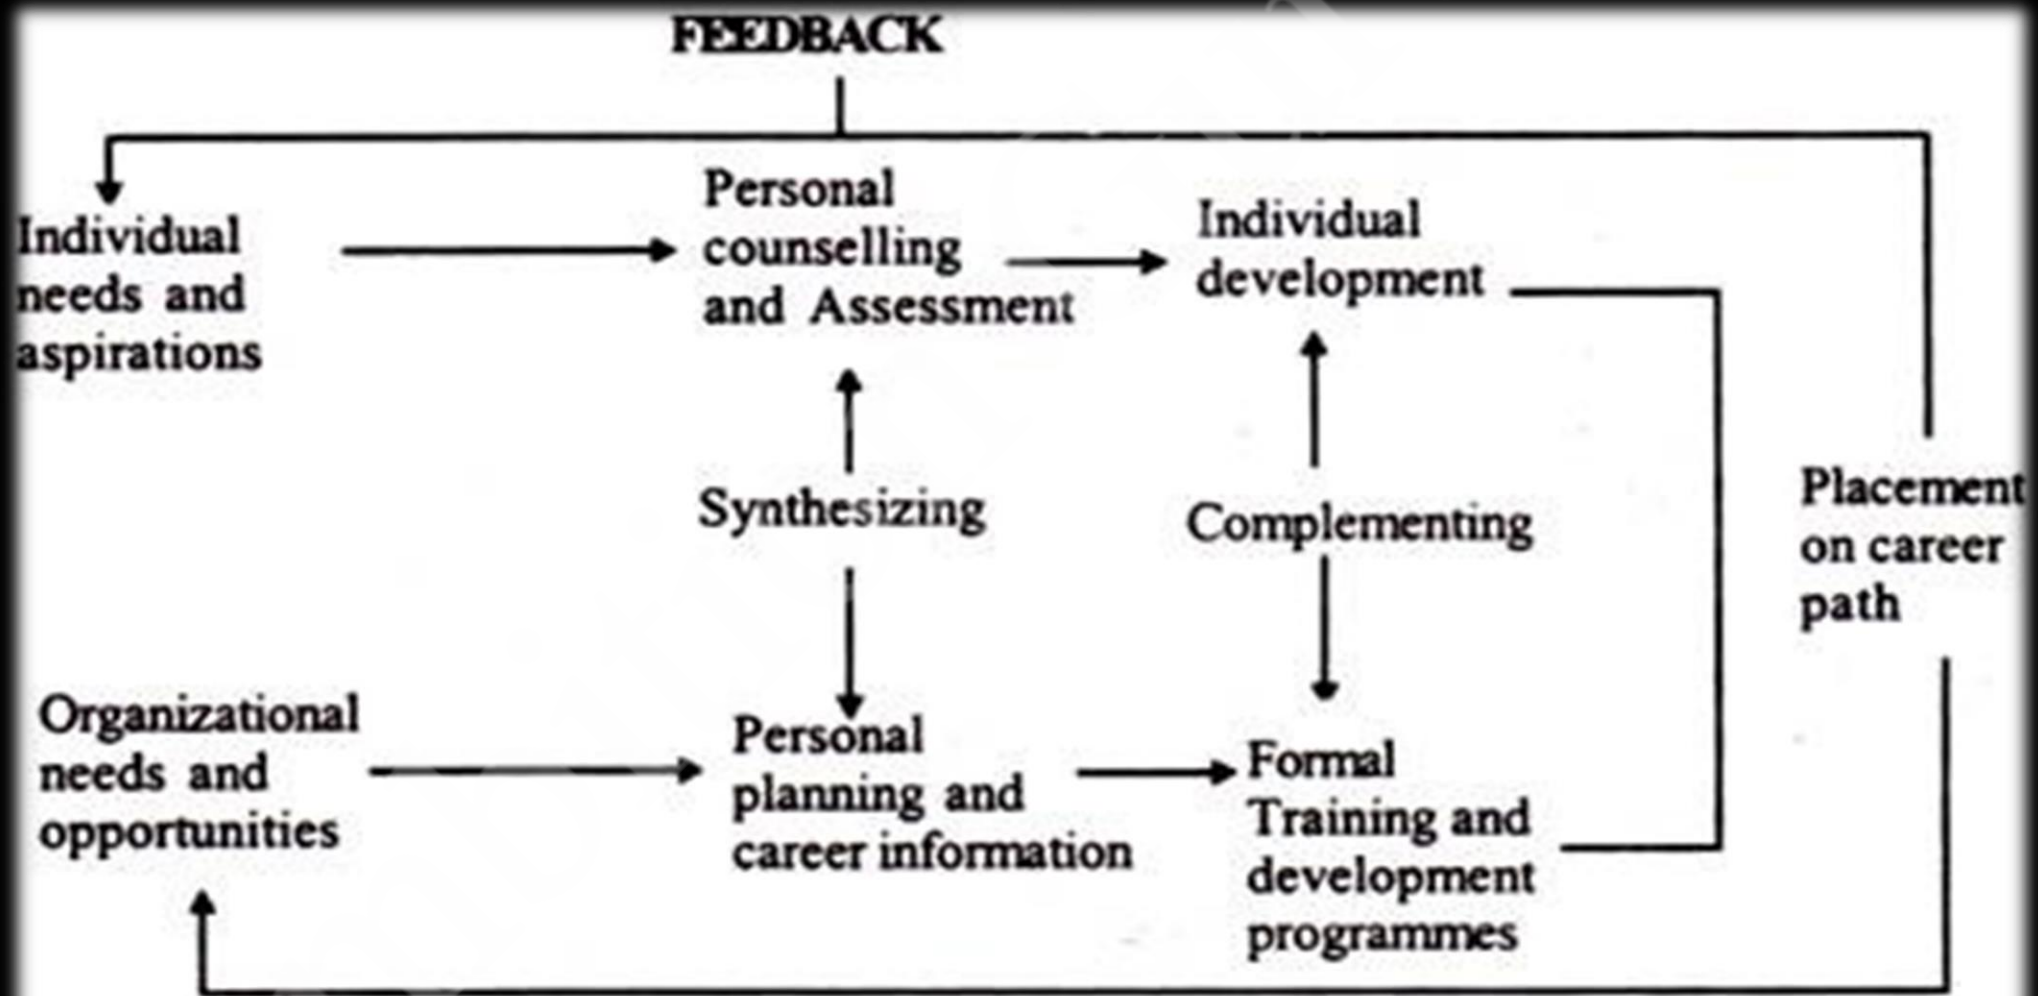 FEEDBACK
Individual
needs and
aspirations
Personal
counselling
and Assessment
Individual
development
Synthesizing
Complementing
Placement
on career
path
Organizational
needs and
opportunities
Personal
planning and
career information
Formal
Training and
development
programmes